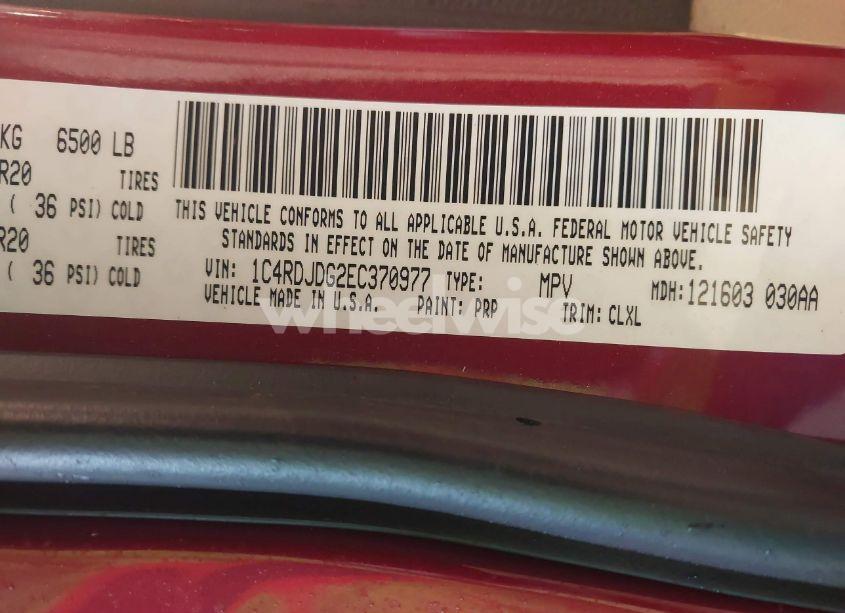 KG 6500 LB
R20 TIRES
( 36 PSI) COLD
R20 TIRES
( 36 PSI) COLD
THIS VEHICLE CONFORMS TO ALL APPLICABLE U.S.A. FEDERAL MOTOR VEHICLE SAFETY
STANDARDS IN EFFECT ON THE DATE OF MANUFACTURE SHOWN ABOVE.
VIN: 1C4RDJDG2EC370977 TYPE: MPV MDH:121603 030AA
VEHICLE MADE IN U.S.A. PAINT: PRP TRIM: CLXL
wheelwise